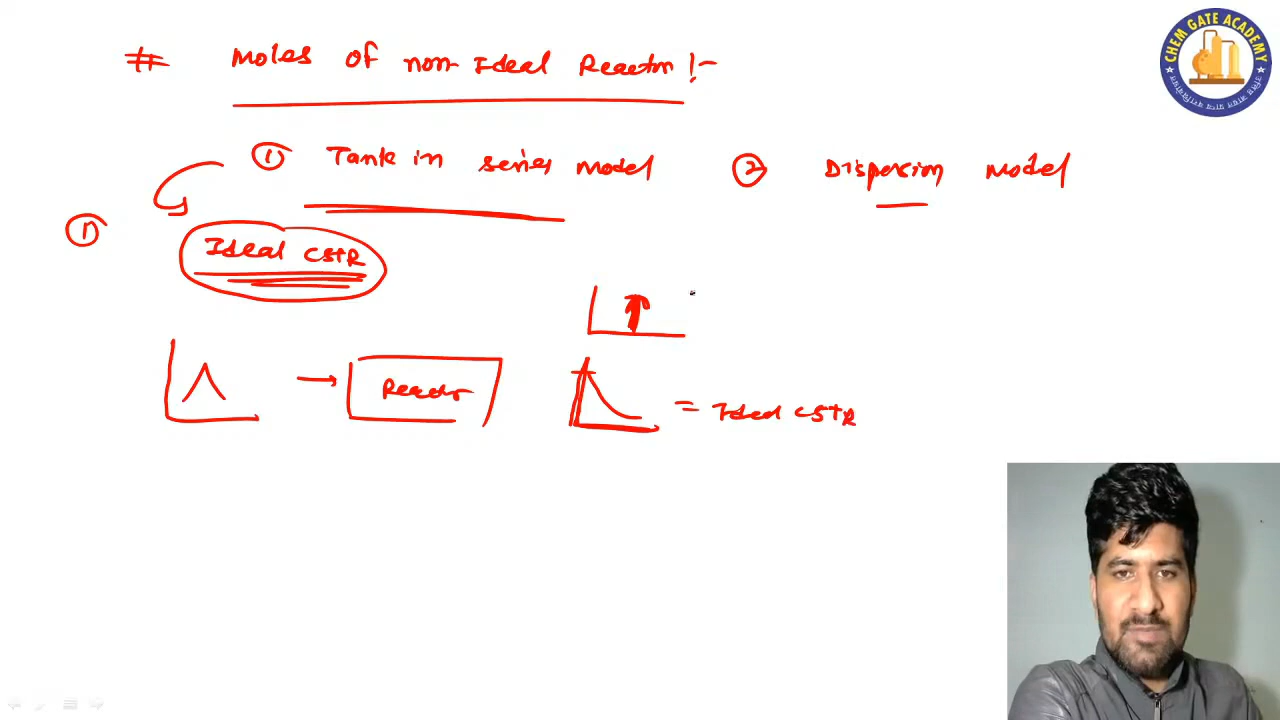 # Moles of non-Ideal Reactor :-
① Tank in series model ② Dispersion model
①
Ideal CSTR
→ Reactor = Ideal CSTR
CHEM GATE ACADEMY